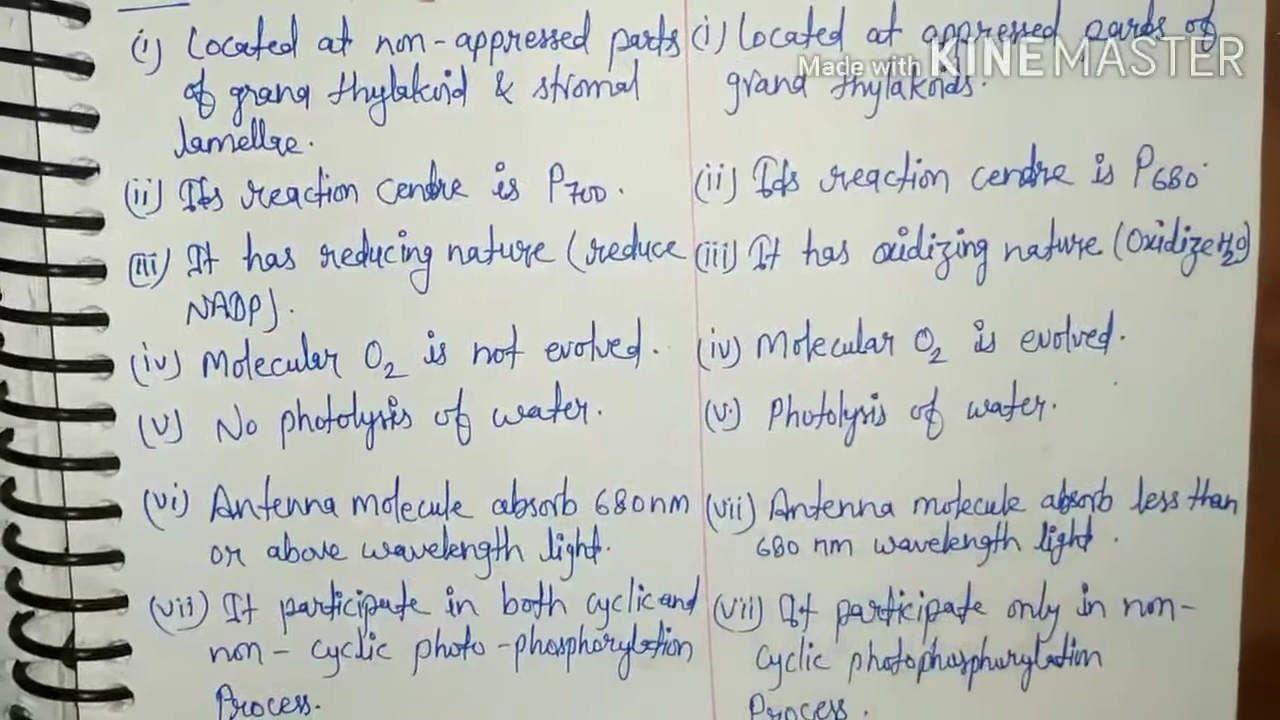 (i) Located at non-appressed parts
of grana thylakoid & stromal
lamellae.
(ii) Its reaction centre is P700.
(iii) It has reducing nature (reduce
NADP).
(iv) Molecular O2 is not evolved.
(v) No photolysis of water.
(vi) Antenna molecule absorb 680nm
or above wavelength light.
(vii) It participate in both cyclic and
non-cyclic photo-phosphorylation
Process.
(i) Located at appressed parts of
grana thylakoids.
(ii) Its reaction centre is P680.
(iii) It has oxidizing nature (Oxidize H2O)
(iv) Molecular O2 is evolved.
(v) Photolysis of water.
(vii) Antenna molecule absorb less than
680 nm wavelength light.
(vii) It participate only in non-
cyclic photophosphorylation
Process.
Made with KINEMASTER